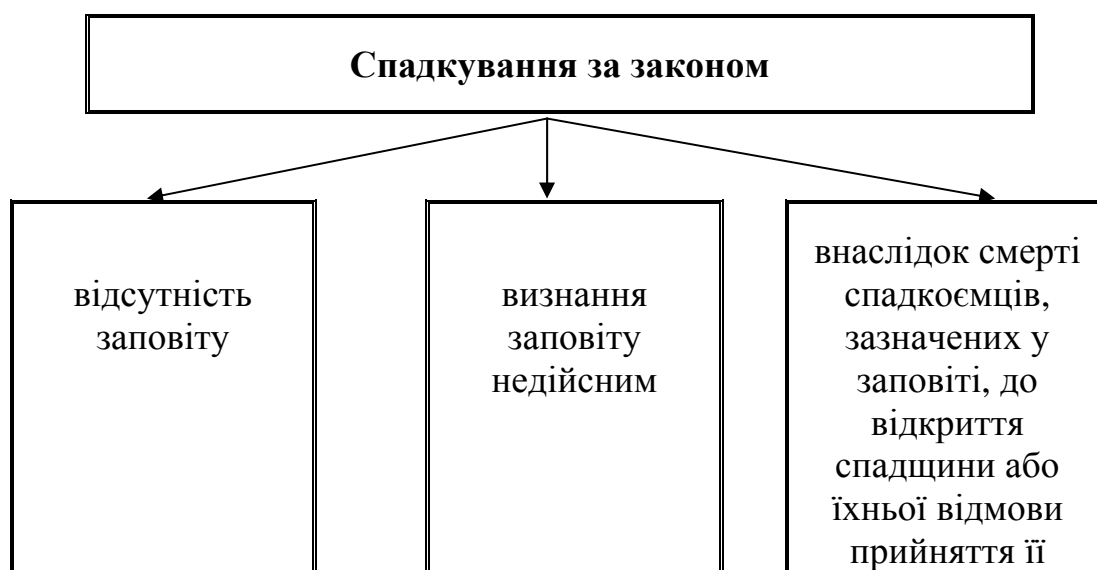 Спадкування за законом
відсутність
заповіту
визнання
заповіту
недійсним
внаслідок смерті
спадкоємців,
зазначених у
заповіті, до
відкриття
спадщини або
їхньої відмови
прийняття її